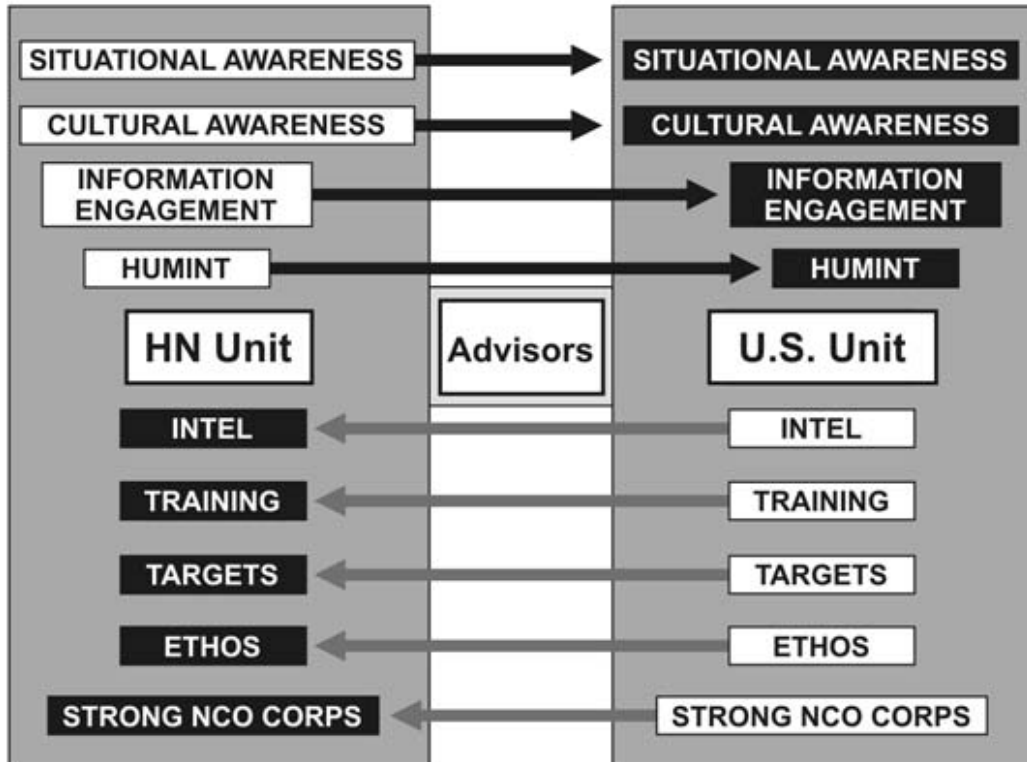 SITUATIONAL AWARENESS
SITUATIONAL AWARENESS
CULTURAL AWARENESS
CULTURAL AWARENESS
INFORMATION
ENGAGEMENT
INFORMATION
ENGAGEMENT
HUMINT
HUMINT
HN Unit
Advisors
U.S. Unit
INTEL
INTEL
TRAINING
TRAINING
TARGETS
TARGETS
ETHOS
ETHOS
STRONG NCO CORPS
STRONG NCO CORPS